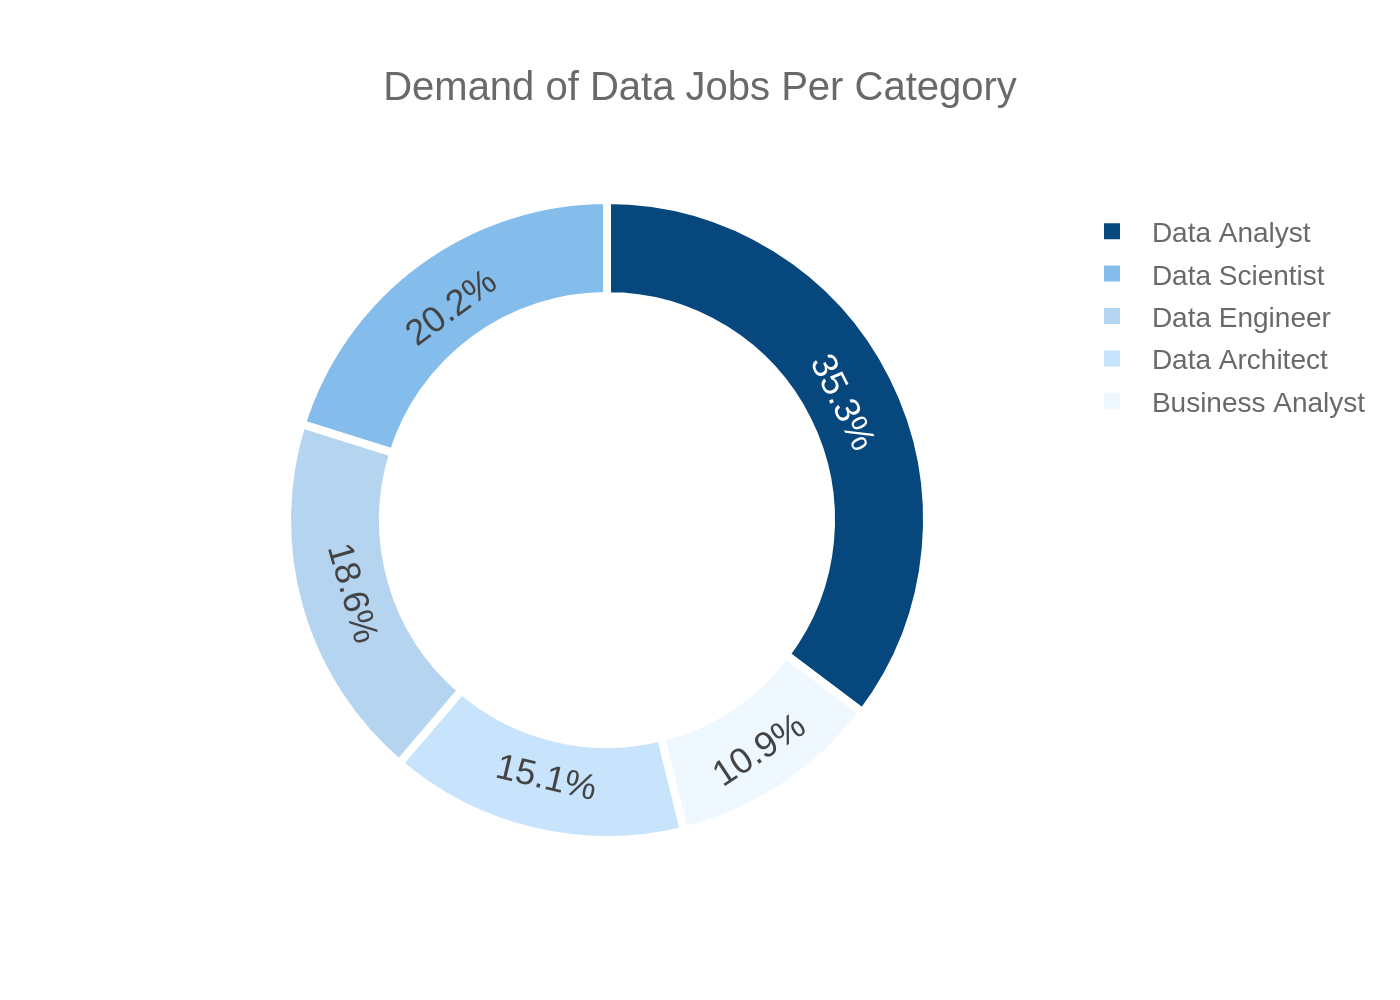 Demand of Data Jobs Per Category
Data Analyst
Data Scientist
Data Engineer
Data Architect
Business Analyst
20.2%
35.3%
18.6%
10.9%
15.1%